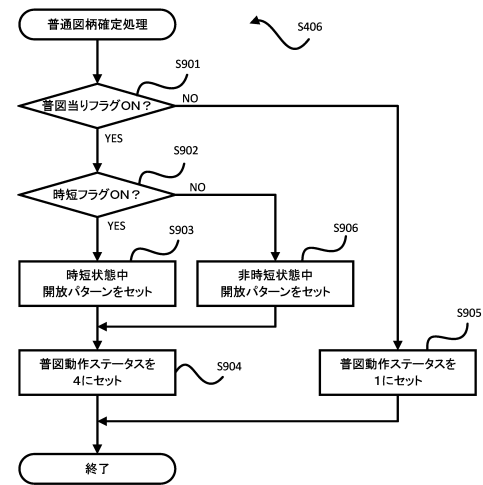 普通図柄確定処理
S406
S901
普図当りフラグON?
NO
YES
S902
時短フラグON?
NO
YES
S903
時短状態中
開放パターンをセット
S906
非時短状態中
開放パターンをセット
S904
普図動作ステータスを
4にセット
S905
普図動作ステータスを
1にセット
終了